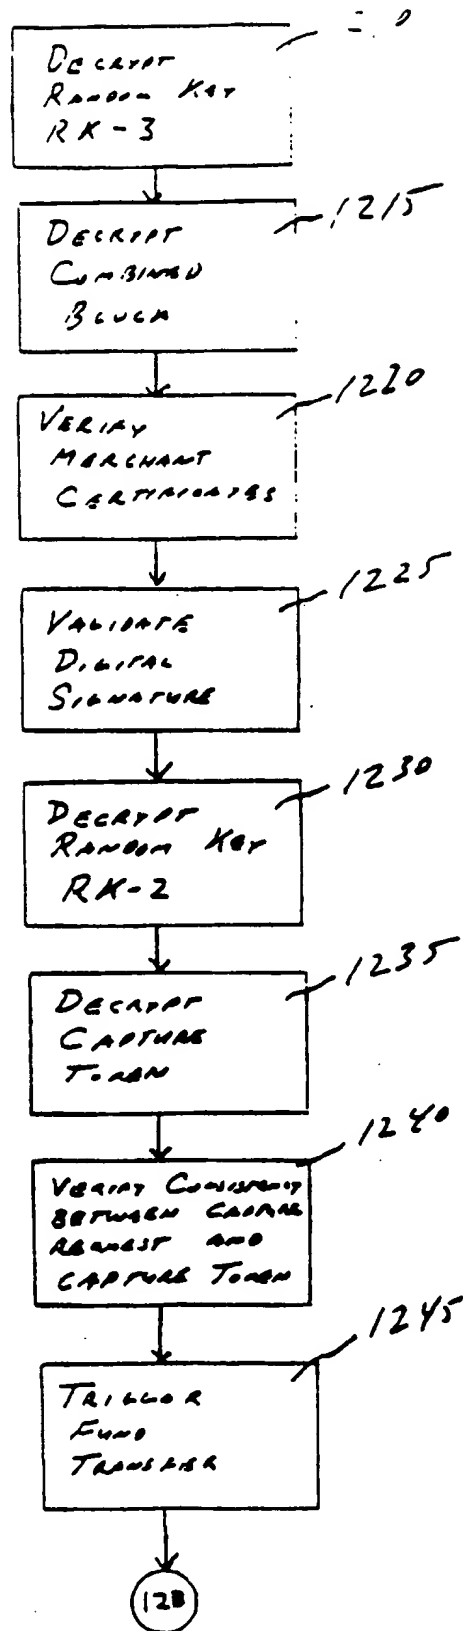 DECRYPT
RANDOM KEY
RK-3
1215
DECRYPT
COMBINED
BLOCK
1220
VERIFY
MERCHANT
CERTIFICATES
1225
VALIDATE
DIGITAL
SIGNATURE
1230
DECRYPT
RANDOM KEY
RK-2
1235
DECRYPT
CAPTURE
TOKEN
1240
VERIFY CONSISTENCY
BETWEEN CAPTURE
REQUEST AND
CAPTURE TOKEN
1245
TRIGGER
FUND
TRANSFER